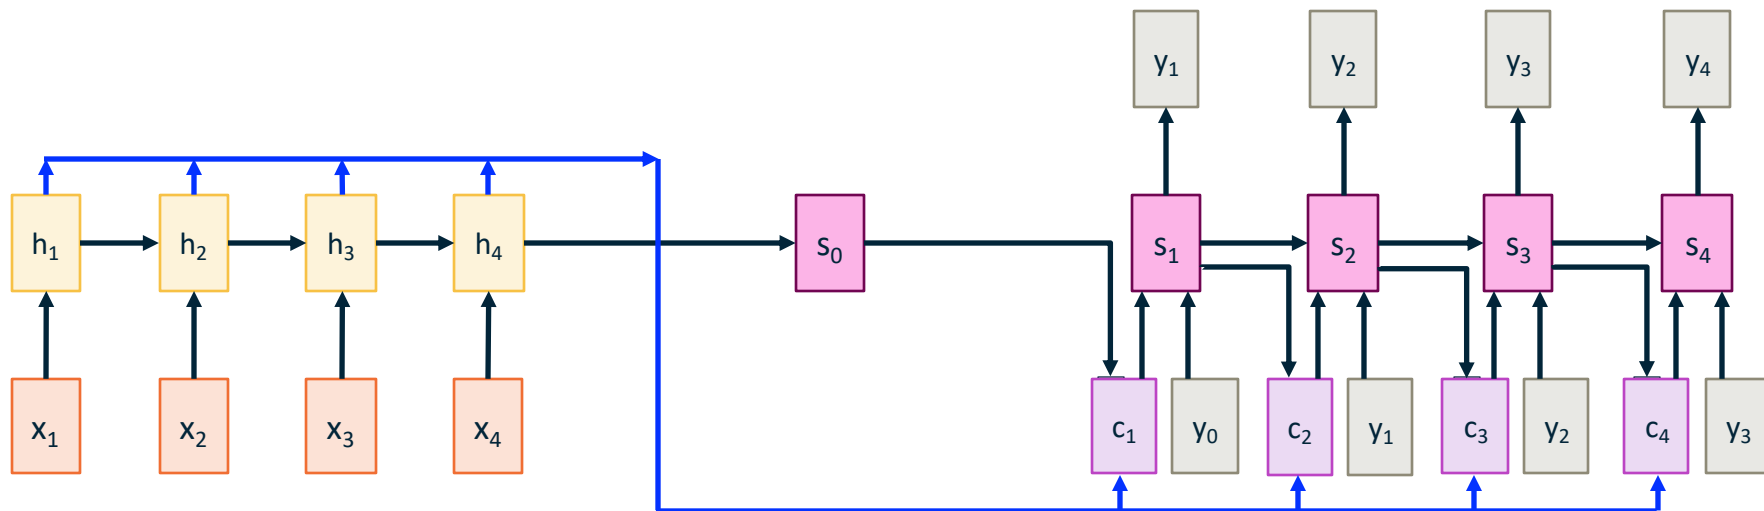 y₁ y₂ y₃ y₄
h₁ h₂ h₃ h₄ s₀ s₁ s₂ s₃ s₄
x₁ x₂ x₃ x₄ c₁ y₀ c₂ y₁ c₃ y₂ c₄ y₃